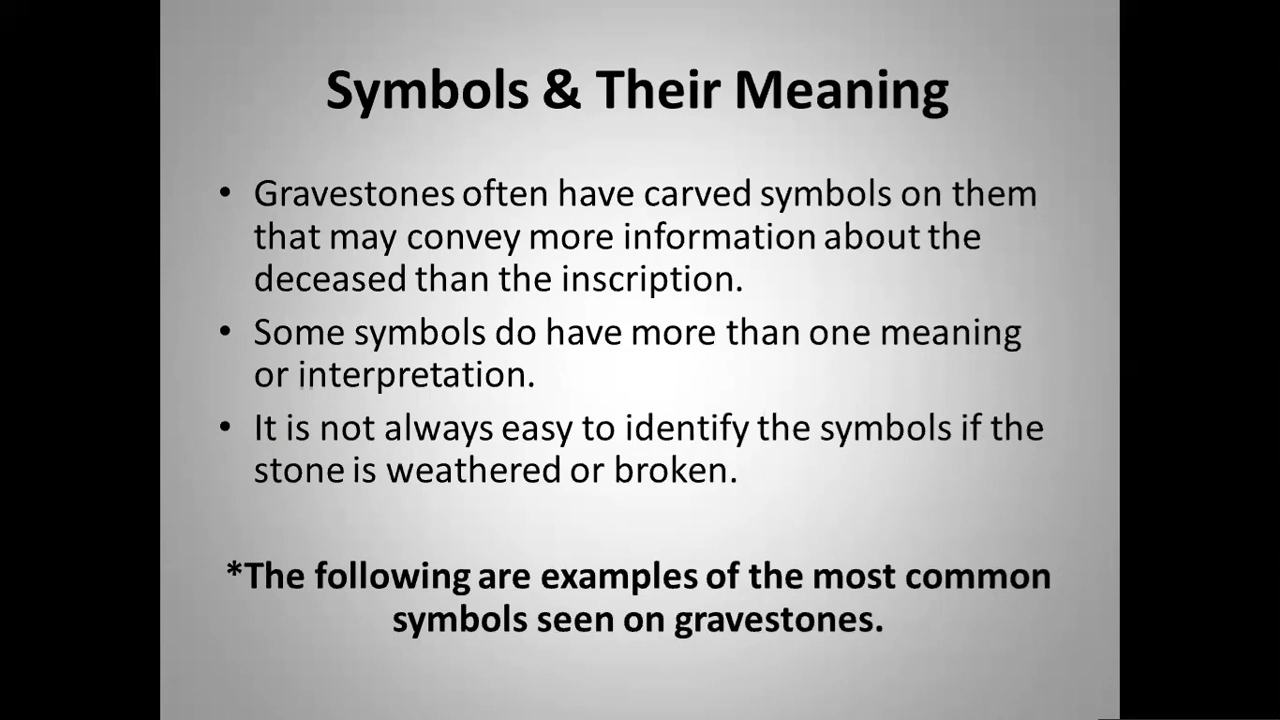 Symbols & Their Meaning
• Gravestones often have carved symbols on them
that may convey more information about the
deceased than the inscription.
• Some symbols do have more than one meaning
or interpretation.
• It is not always easy to identify the symbols if the
stone is weathered or broken.
*The following are examples of the most common
symbols seen on gravestones.